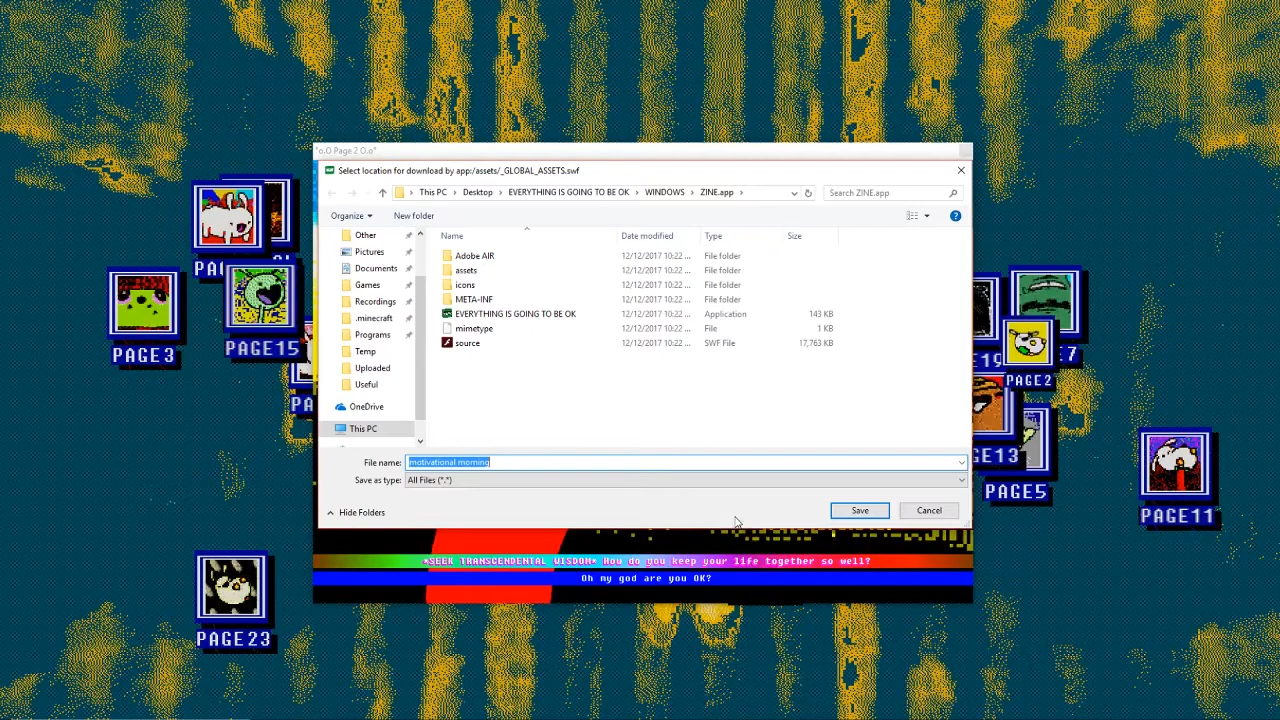 "o.O Page 2 O.o"
Select location for download by app:/assets/_GLOBAL_ASSETS.swf
This PC > Desktop > EVERYTHING IS GOING TO BE OK > WINDOWS > ZINE.app >
Search ZINE.app
Organize
New folder
Name
Date modified
Type
Size
Other
Pictures
Documents
Games
Recordings
.minecraft
Programs
Temp
Uploaded
Useful
OneDrive
This PC
Adobe AIR 12/12/2017 10:22 ... File folder
assets 12/12/2017 10:22 ... File folder
icons 12/12/2017 10:22 ... File folder
META-INF 12/12/2017 10:22 ... File folder
EVERYTHING IS GOING TO BE OK 12/12/2017 10:22 ... Application 143 KB
mimetype 12/12/2017 10:22 ... File 1 KB
source 12/12/2017 10:22 ... SWF File 17,763 KB
File name: motivational morning
Save as type: All Files (*.*)
Hide Folders
Save
Cancel
*SEEK TRANSCENDENTAL WISDOM* How do you keep your life together so well?
Oh my god are you OK?
PAGE3
PAGE15
PAGE23
PAGE2
PAGE5
PAGE11